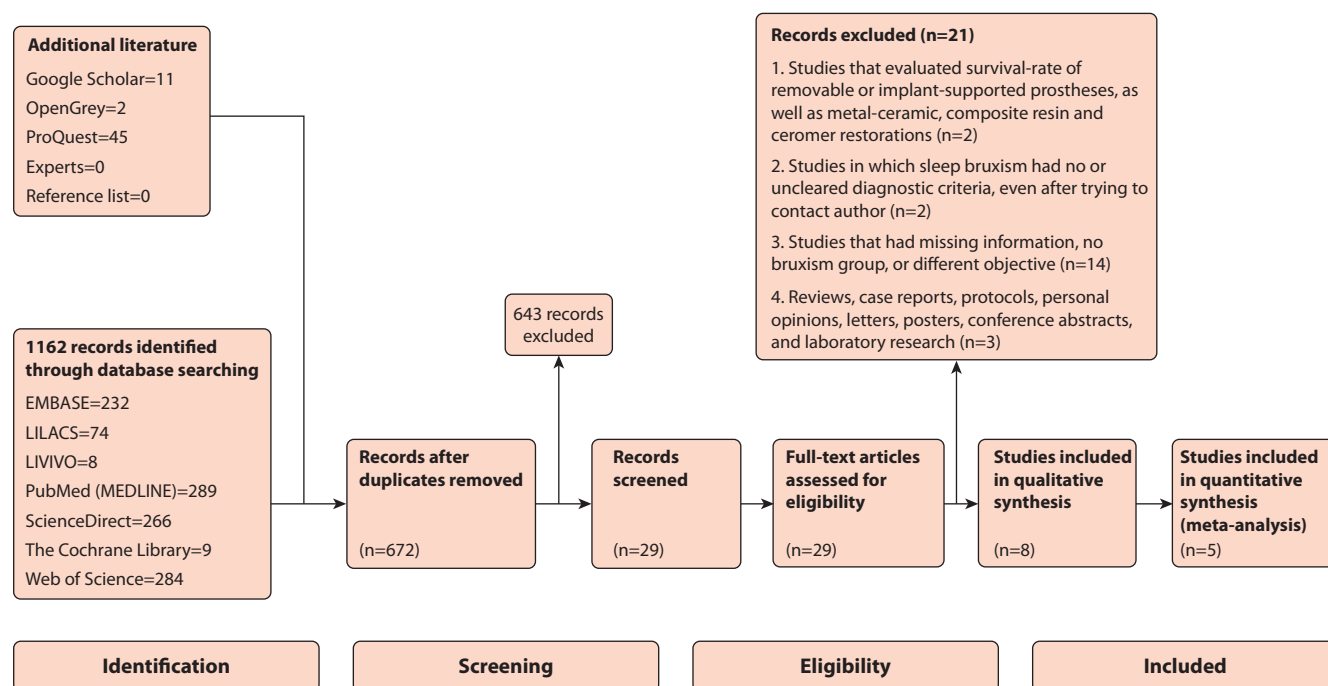 Additional literature
Google Scholar=11
OpenGrey=2
ProQuest=45
Experts=0
Reference list=0
1162 records identified
through database searching
EMBASE=232
LILACS=74
LIVIVO=8
PubMed (MEDLINE)=289
ScienceDirect=266
The Cochrane Library=9
Web of Science=284
Records after
duplicates removed
(n=672)
643 records
excluded
Records
screened
(n=29)
Full-text articles
assessed for
eligibility
(n=29)
Records excluded (n=21)
1. Studies that evaluated survival-rate of
removable or implant-supported prostheses, as
well as metal-ceramic, composite resin and
ceromer restorations (n=2)
2. Studies in which sleep bruxism had no or
uncleared diagnostic criteria, even after trying to
contact author (n=2)
3. Studies that had missing information, no
bruxism group, or different objective (n=14)
4. Reviews, case reports, protocols, personal
opinions, letters, posters, conference abstracts,
and laboratory research (n=3)
Studies included
in qualitative
synthesis
(n=8)
Studies included
in quantitative
synthesis
(meta-analysis)
(n=5)
Identification
Screening
Eligibility
Included